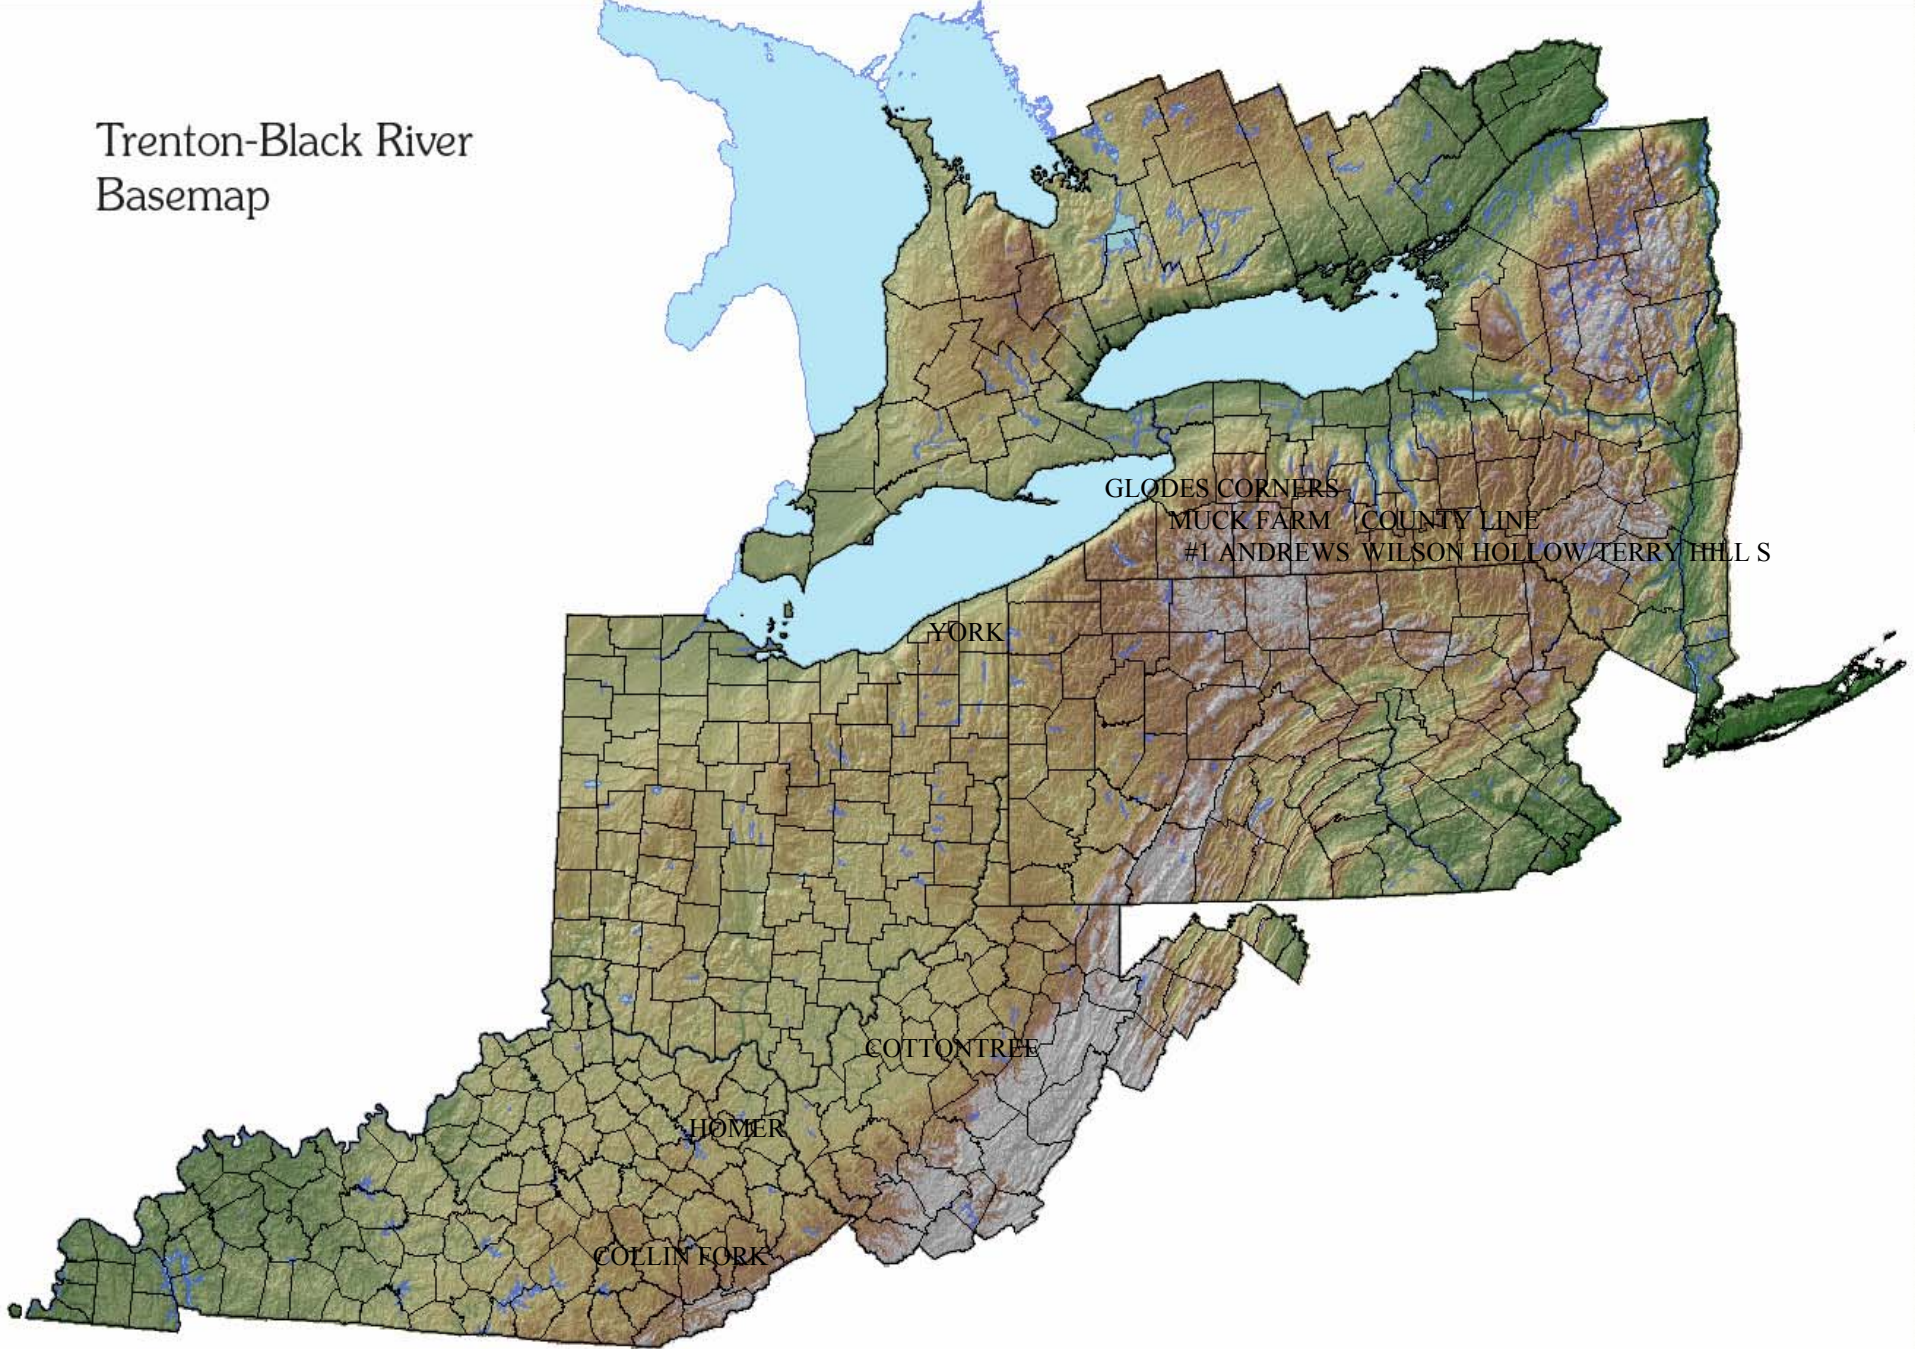 Trenton-Black River
Basemap
GLODES CORNERS
MUCK FARM COUNTY LINE
#1 ANDREWS WILSON HOLLOW/TERRY HILL S
YORK
COTTONTREE
HOMER
COLLIN FORK